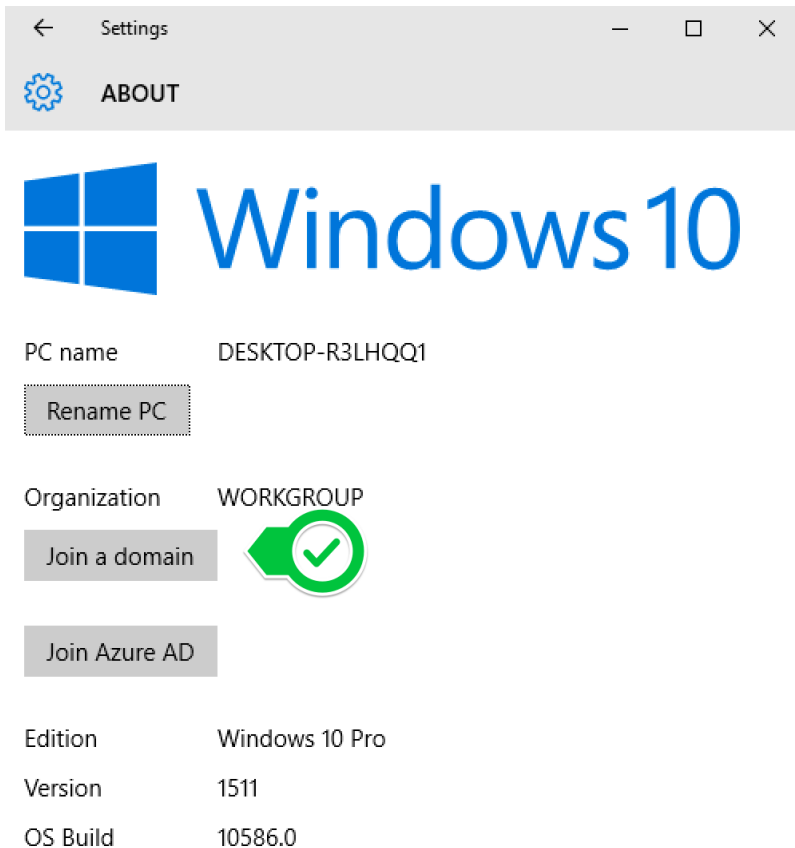 Settings
ABOUT
Windows 10
PC name DESKTOP-R3LHQQ1
Rename PC
Organization WORKGROUP
Join a domain
Join Azure AD
Edition Windows 10 Pro
Version 1511
OS Build 10586.0